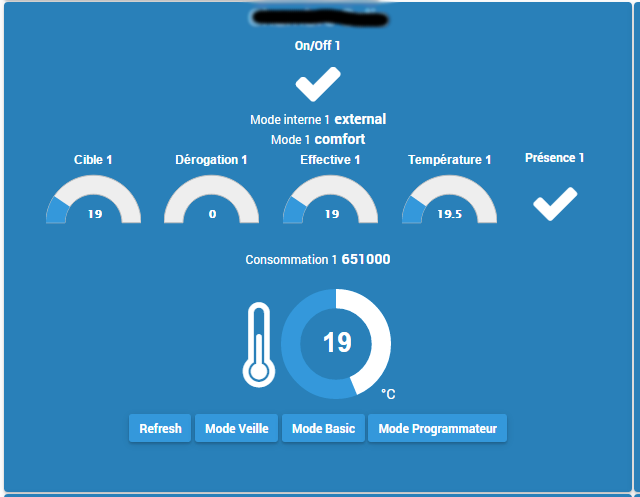 On/Off 1
Mode interne 1 external
Mode 1 comfort
Cible 1 Dérogation 1 Effective 1 Température 1 Présence 1
19 0 19 19.5
Consommation 1 651000
19
°C
Refresh Mode Veille Mode Basic Mode Programmateur